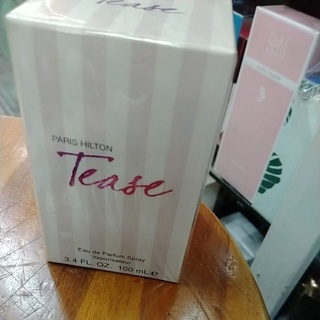 PARIS HILTON
Tease
Eau de Parfum Spray
Vaporisateur
3.4 FL. OZ. 100 mL e